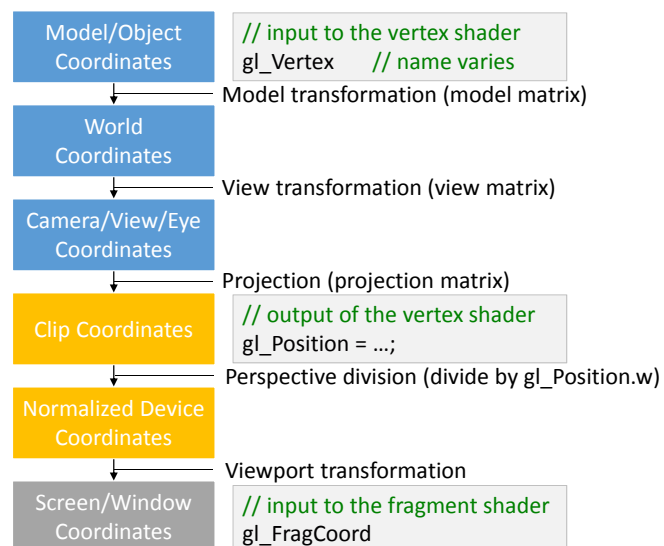 Model/Object
Coordinates
// input to the vertex shader
gl_Vertex // name varies
Model transformation (model matrix)
World
Coordinates
View transformation (view matrix)
Camera/View/Eye
Coordinates
Projection (projection matrix)
Clip Coordinates
// output of the vertex shader
gl_Position = …;
Perspective division (divide by gl_Position.w)
Normalized Device
Coordinates
Viewport transformation
Screen/Window
Coordinates
// input to the fragment shader
gl_FragCoord